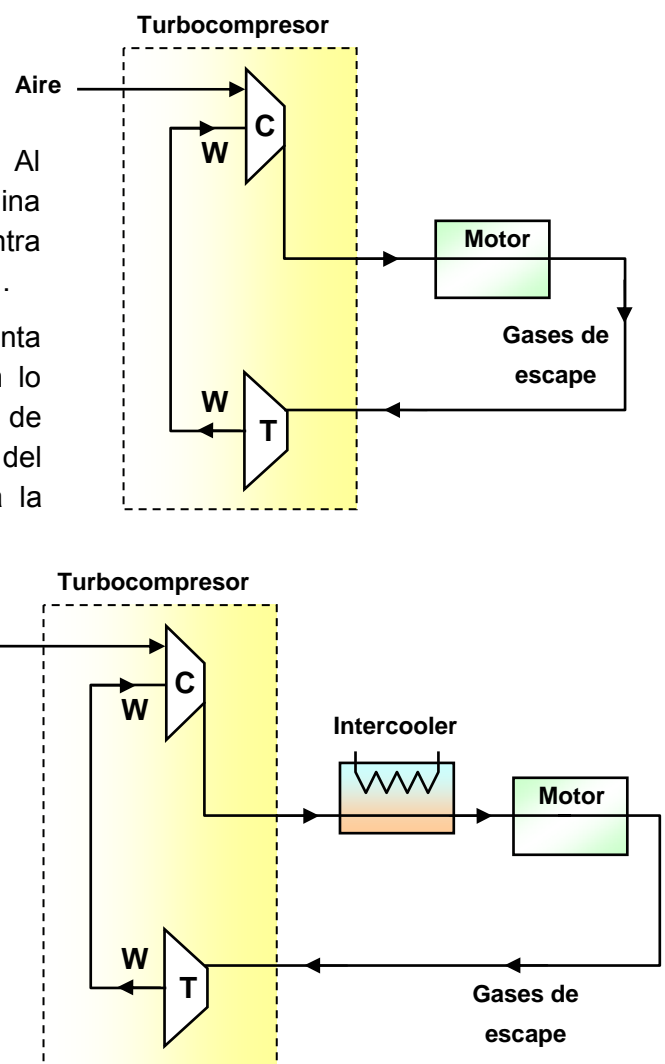 Turbocompresor
Aire
C
W
Al
ina
ntra
.
Motor
nta
Gases de
lo
escape
de
W
T
del
la
Turbocompresor
C
W
Intercooler
Motor
W
T
Gases de
escape